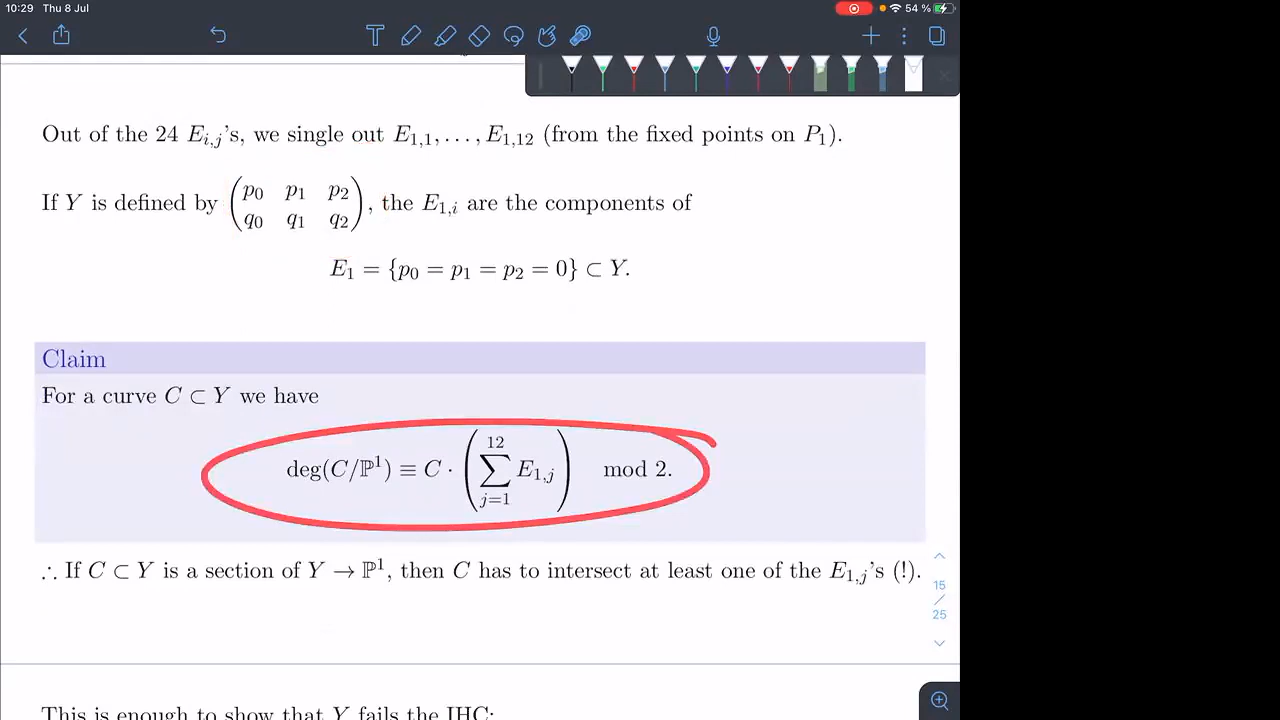 10:29 Thu 8 Jul 54 %
Out of the 24 E_{i,j}'s, we single out E_{1,1}, . . . , E_{1,12} (from the fixed points on P_1).
If Y is defined by (p_0 p_1 p_2
q_0 q_1 q_2), the E_{1,i} are the components of
E_1 = {p_0 = p_1 = p_2 = 0} ⊂ Y.
Claim
For a curve C ⊂ Y we have
deg(C/ℙ^1) ≡ C · (∑_{j=1}^{12} E_{1,j}) mod 2.
∴ If C ⊂ Y is a section of Y → ℙ^1, then C has to intersect at least one of the E_{1,j}'s (!).
15
/
25
This is enough to show that Y fails the IHC: